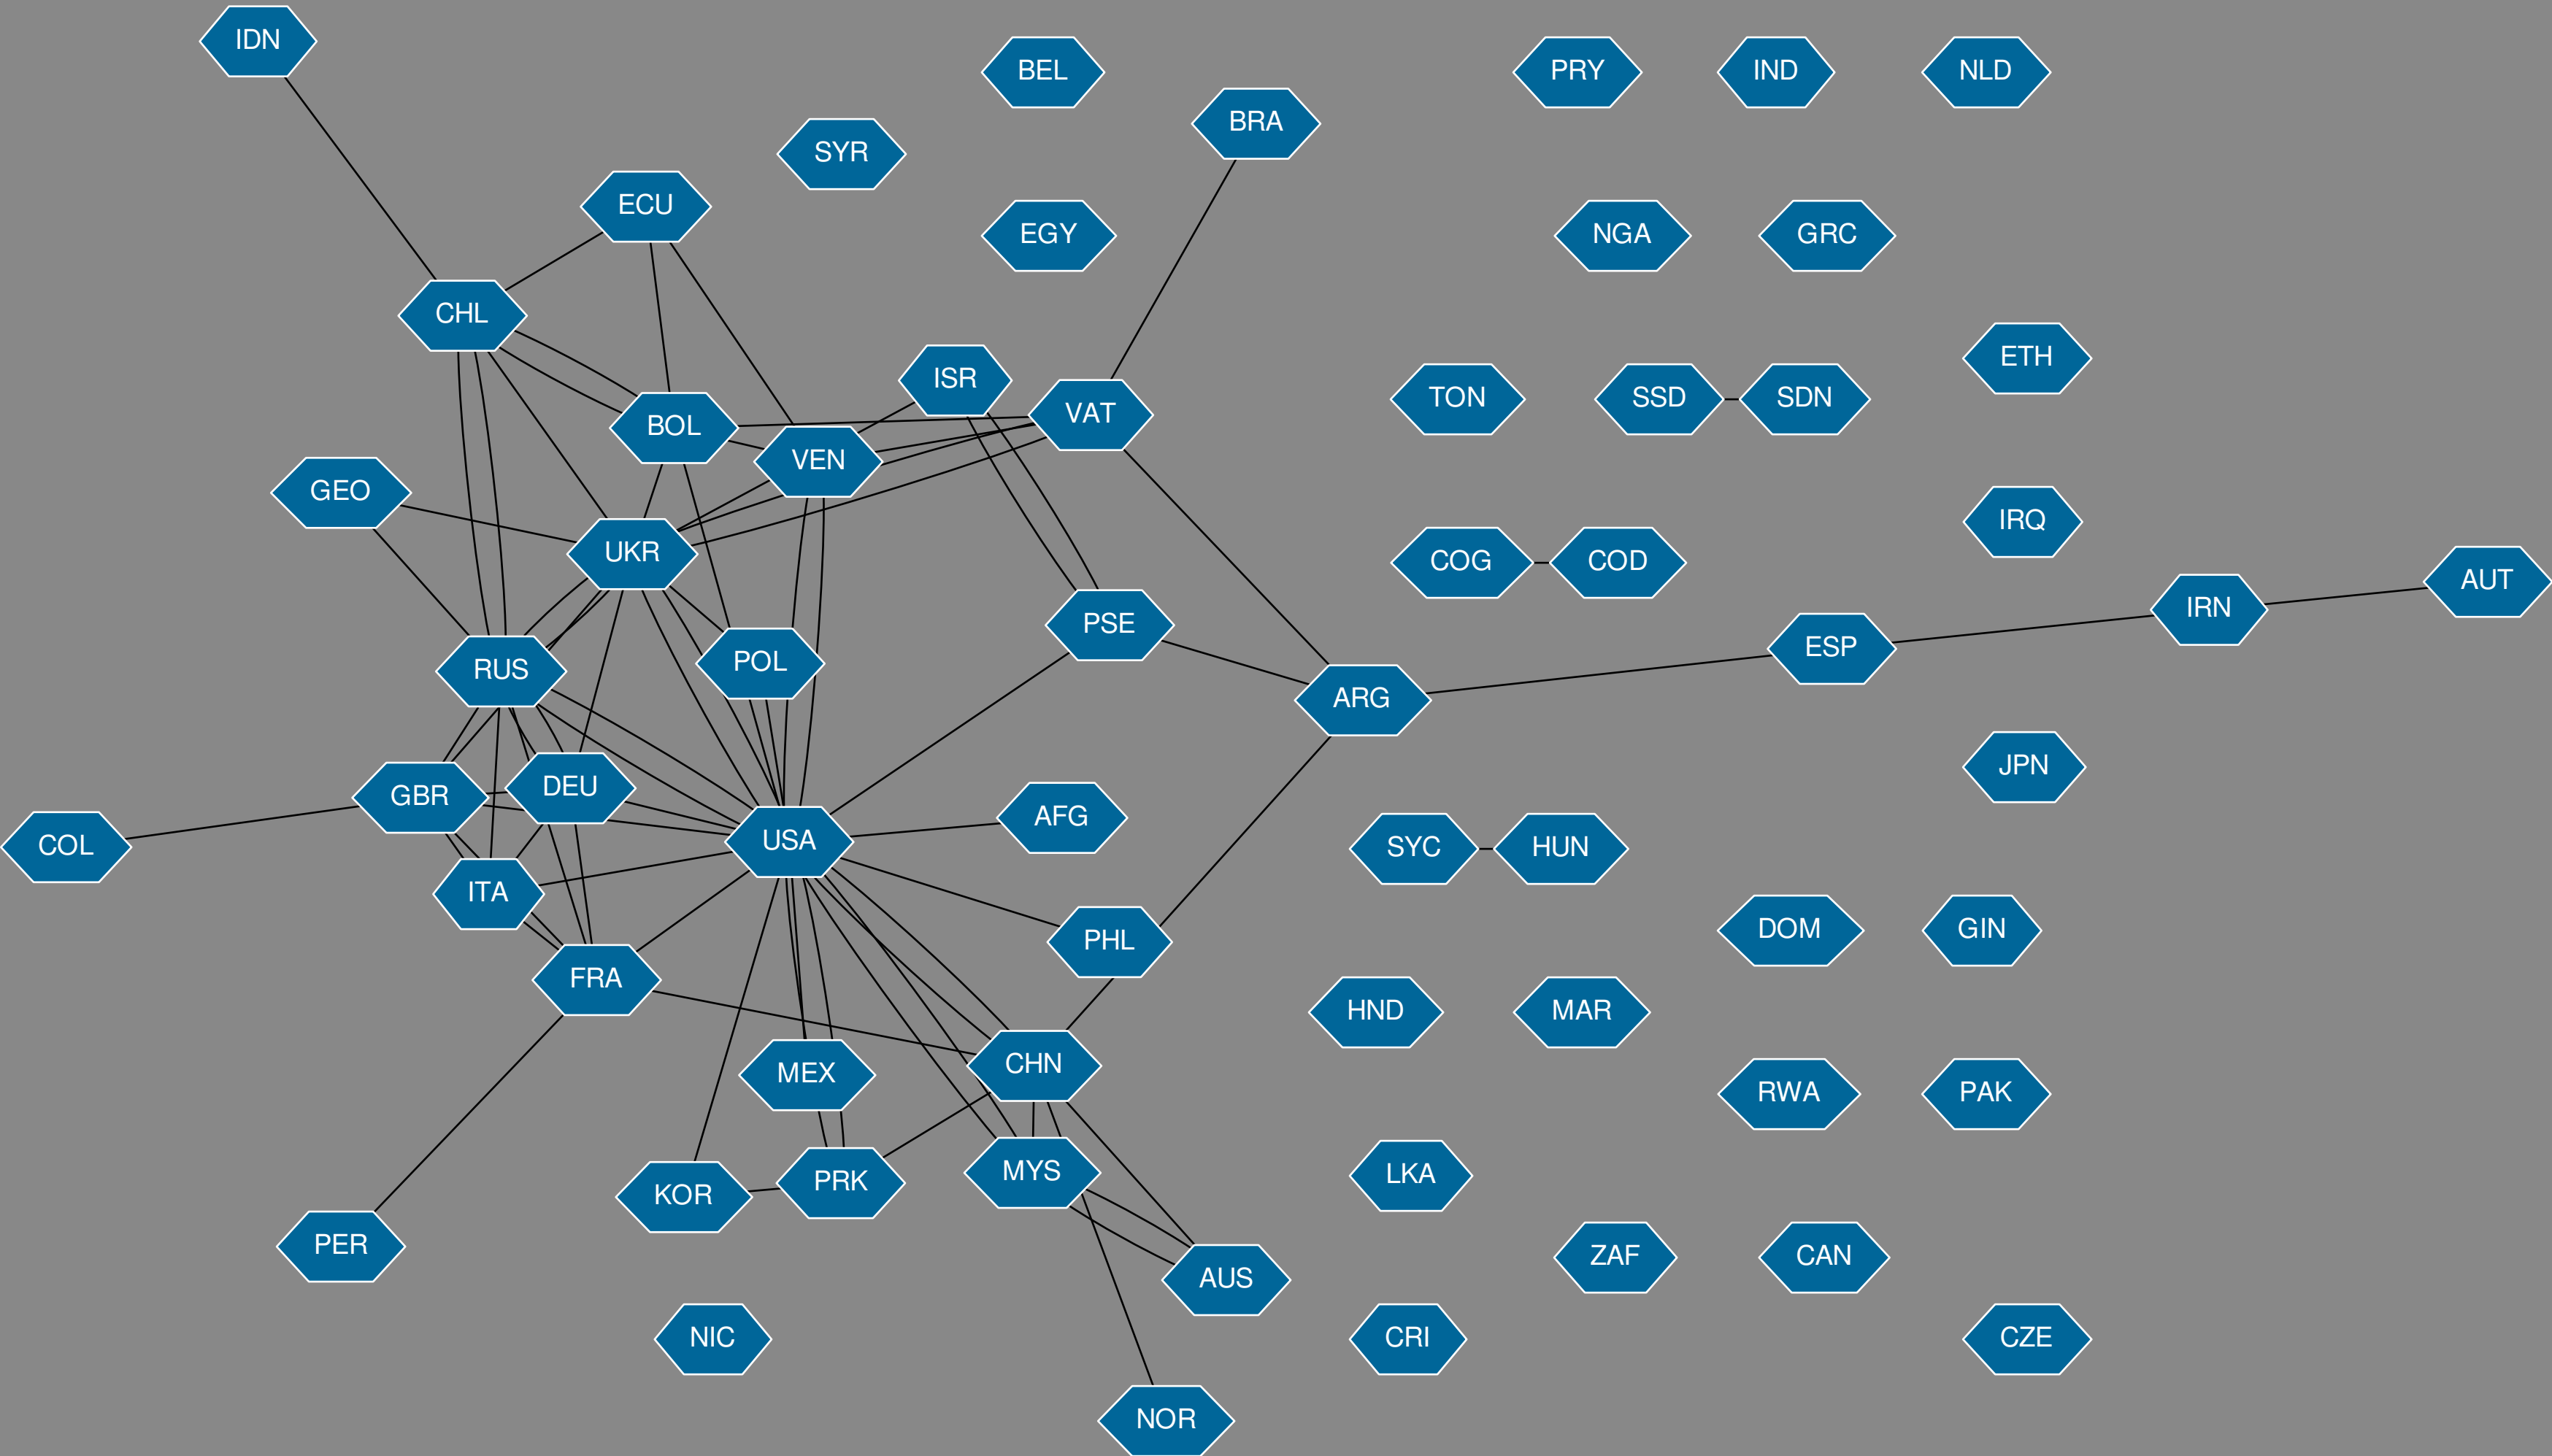 IDN
BEL
PRY
IND
NLD
BRA
SYR
ECU
EGY
NGA
GRC
CHL
ETH
ISR
VAT
TON
SSD
SDN
BOL
VEN
GEO
IRQ
UKR
COG
COD
AUT
IRN
PSE
ESP
POL
RUS
ARG
JPN
DEU
GBR
AFG
USA
COL
SYC
HUN
ITA
DOM
GIN
PHL
FRA
HND
MAR
CHN
MEX
RWA
PAK
MYS
LKA
PRK
KOR
PER
ZAF
CAN
AUS
NIC
CRI
CZE
NOR